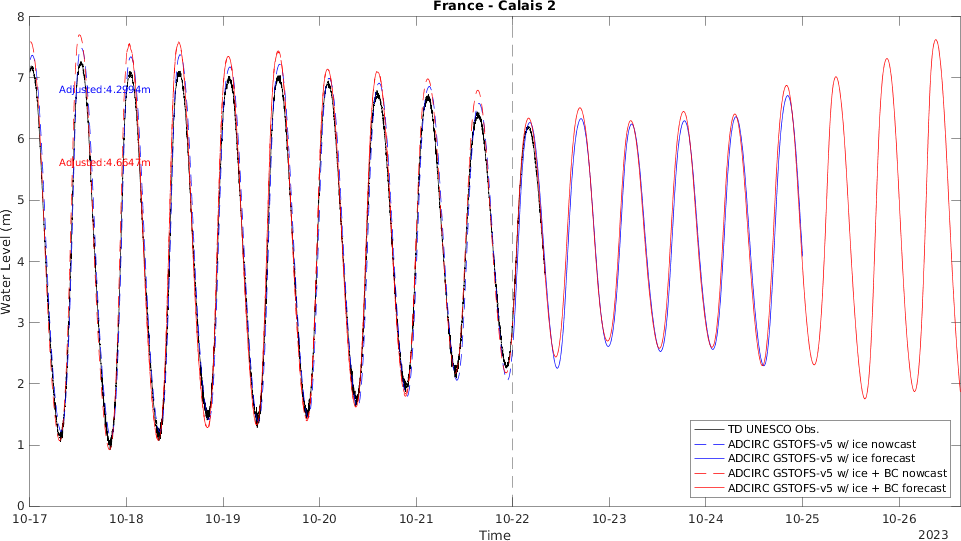 France - Calais 2
8
7
6
5
4
3
2
1
0
Water Level (m)
Adjusted:4.2994m
Adjusted:4.6547m
TD UNESCO Obs.
ADCIRC GSTOFS-v5 w/ ice nowcast
ADCIRC GSTOFS-v5 w/ ice forecast
ADCIRC GSTOFS-v5 w/ ice + BC nowcast
ADCIRC GSTOFS-v5 w/ ice + BC forecast
10-17 10-18 10-19 10-20 10-21 10-22 10-23 10-24 10-25 10-26
Time
2023